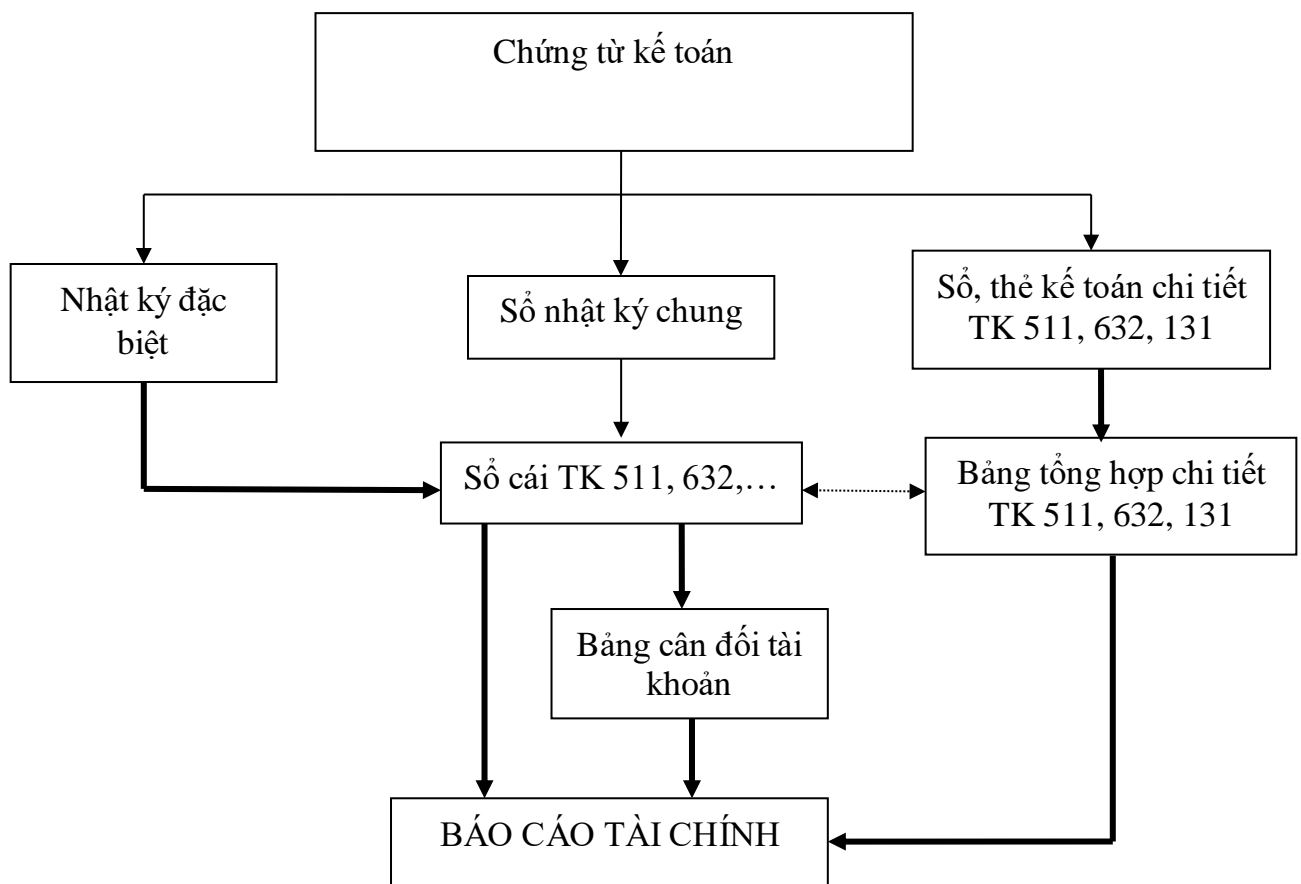 Chứng từ kế toán
Nhật ký đặc
biệt
Sổ nhật ký chung
Sổ, thẻ kế toán chi tiết
TK 511, 632, 131
Sổ cái TK 511, 632,…
Bảng tổng hợp chi tiết
TK 511, 632, 131
Bảng cân đối tài
khoản
BÁO CÁO TÀI CHÍNH